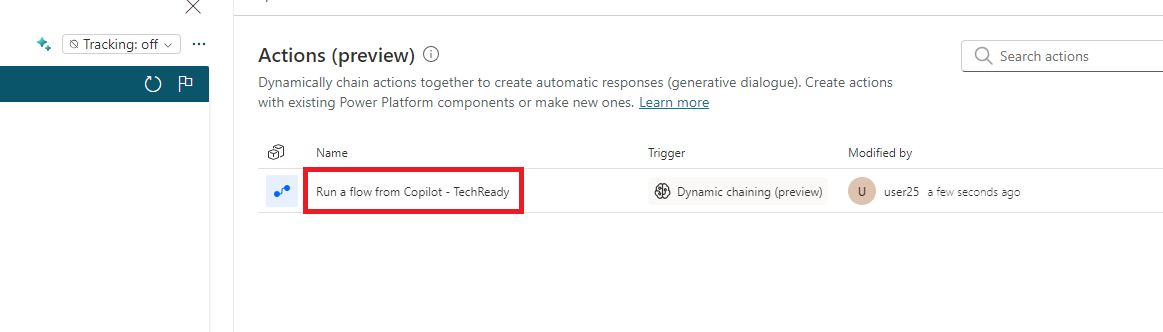 Tracking: off
Actions (preview)
Search actions
Dynamically chain actions together to create automatic responses (generative dialogue). Create actions
with existing Power Platform components or make new ones. Learn more
Name Trigger Modified by
Run a flow from Copilot - TechReady Dynamic chaining (preview) U user25 a few seconds ago